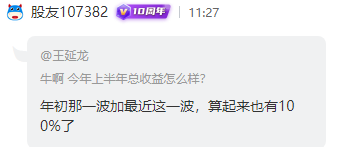 股友107382 10周年 | 11:27
@王延龙
牛啊 今年上半年总收益怎么样?
年初那一波加最近这一波，算起来也有10
0%了